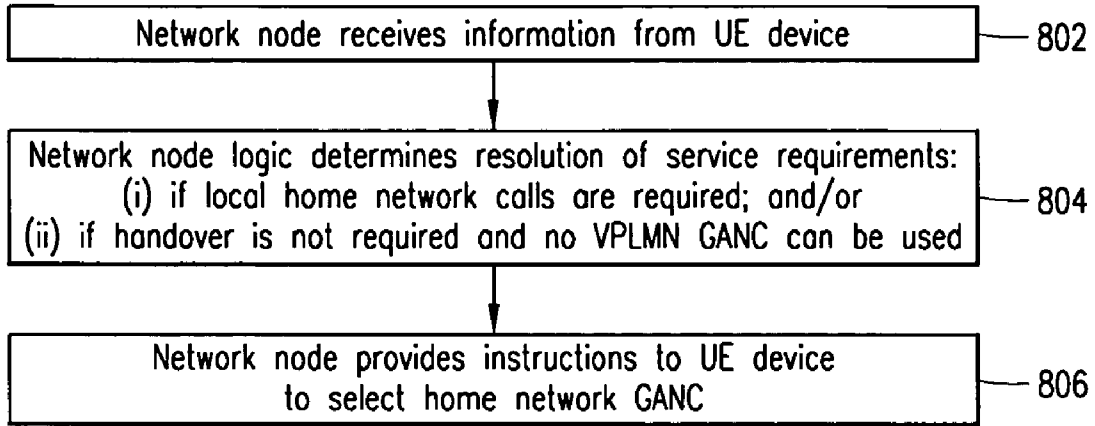 Network node receives information from UE device
802
Network node logic determines resolution of service requirements:
(i) if local home network calls are required; and/or
(ii) if handover is not required and no VPLMN GANC can be used
804
Network node provides instructions to UE device
to select home network GANC
806